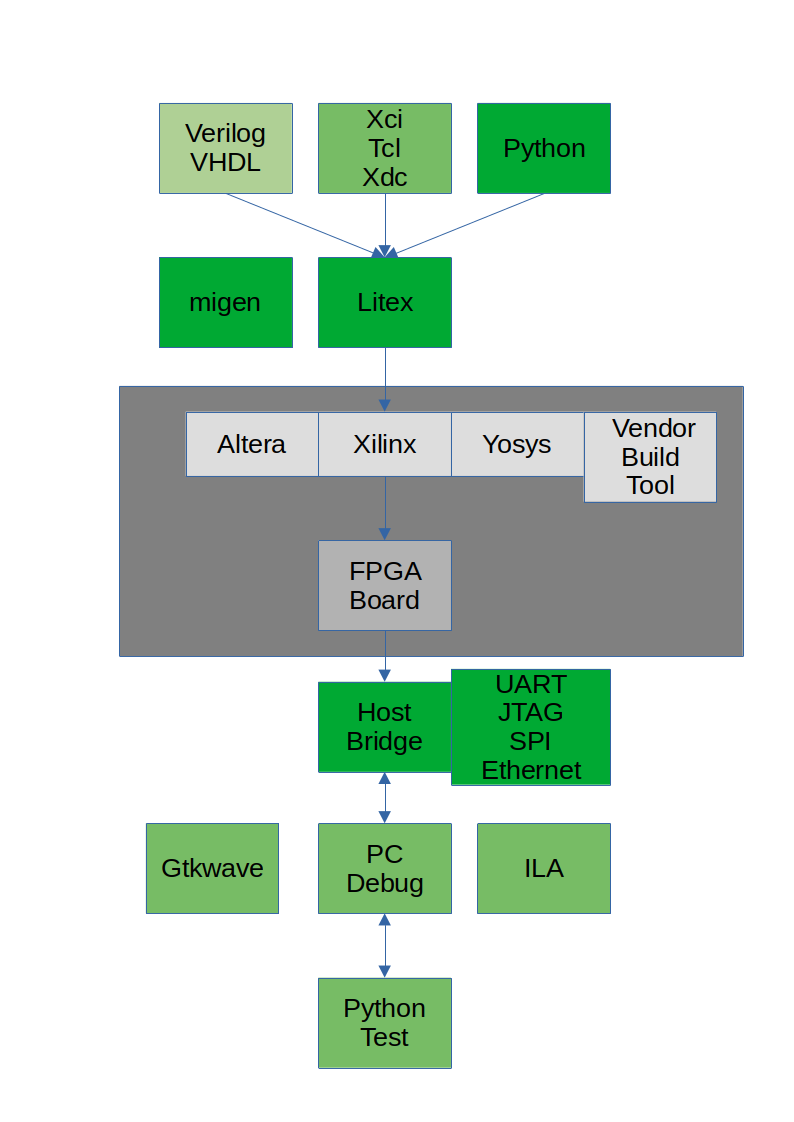 Verilog
VHDL
Xci
Tcl
Xdc
Python
migen
Litex
Altera
Xilinx
Yosys
Vendor
Build
Tool
FPGA
Board
Host
Bridge
UART
JTAG
SPI
Ethernet
Gtkwave
PC
Debug
ILA
Python
Test